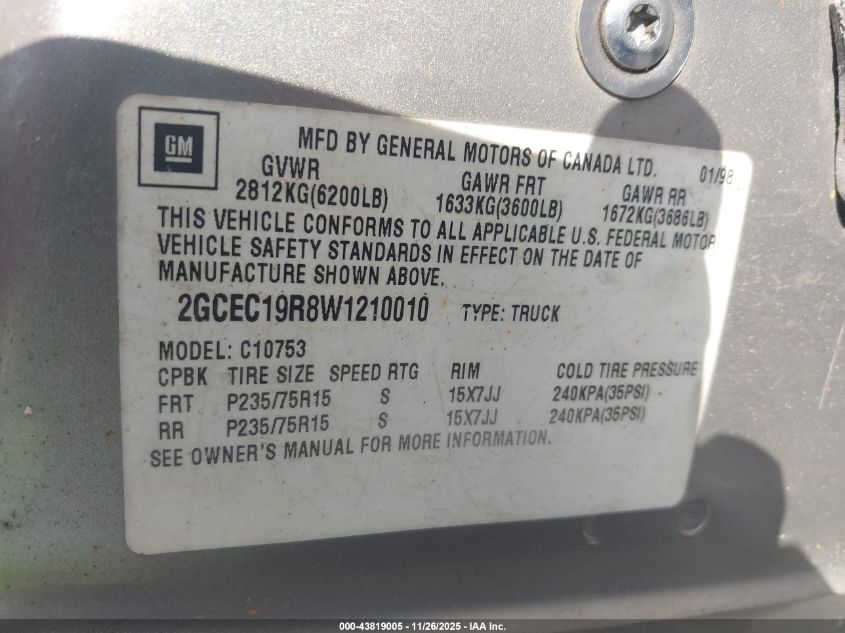 GM
MFD BY GENERAL MOTORS OF CANADA LTD. 01/98
GVWR GAWR FRT GAWR RR
2812KG(6200LB) 1633KG(3600LB) 1672KG(3686LB)
THIS VEHICLE CONFORMS TO ALL APPLICABLE U.S. FEDERAL MOTOR
VEHICLE SAFETY STANDARDS IN EFFECT ON THE DATE OF
MANUFACTURE SHOWN ABOVE.
2GCEC19R8W1210010 TYPE: TRUCK
MODEL: C10753
CPBK TIRE SIZE SPEED RTG RIM COLD TIRE PRESSURE
FRT P235/75R15 S 15X7JJ 240KPA(35PSI)
RR P235/75R15 S 15X7JJ 240KPA(35PSI)
SEE OWNER'S MANUAL FOR MORE INFORMATION.
000-43819005 - 11/26/2025 - IAA Inc.